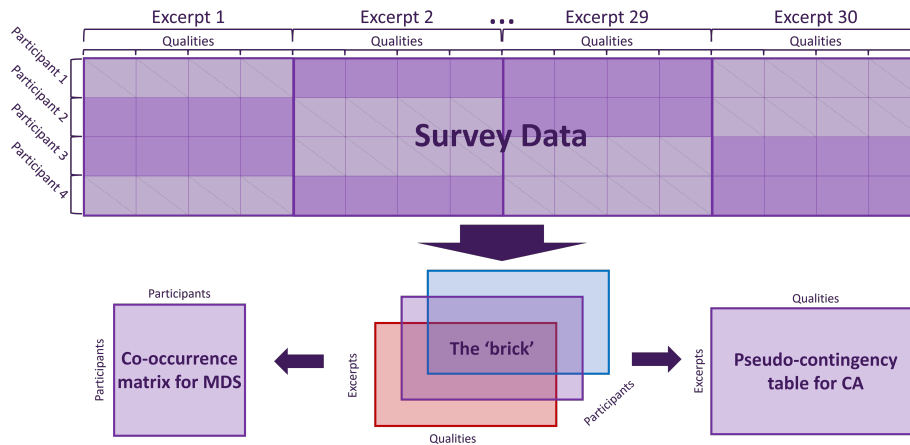 Excerpt 1
Excerpt 2
...
Excerpt 29
Excerpt 30
Qualities
Qualities
Qualities
Qualities
Participant 1
Participant 2
Participant 3
Participant 4
Survey Data
Participants
Participants
Co-occurrence
matrix for MDS
The ‘brick’
Excerpts
Qualities
Participants
Qualities
Excerpts
Pseudo-contingency
table for CA